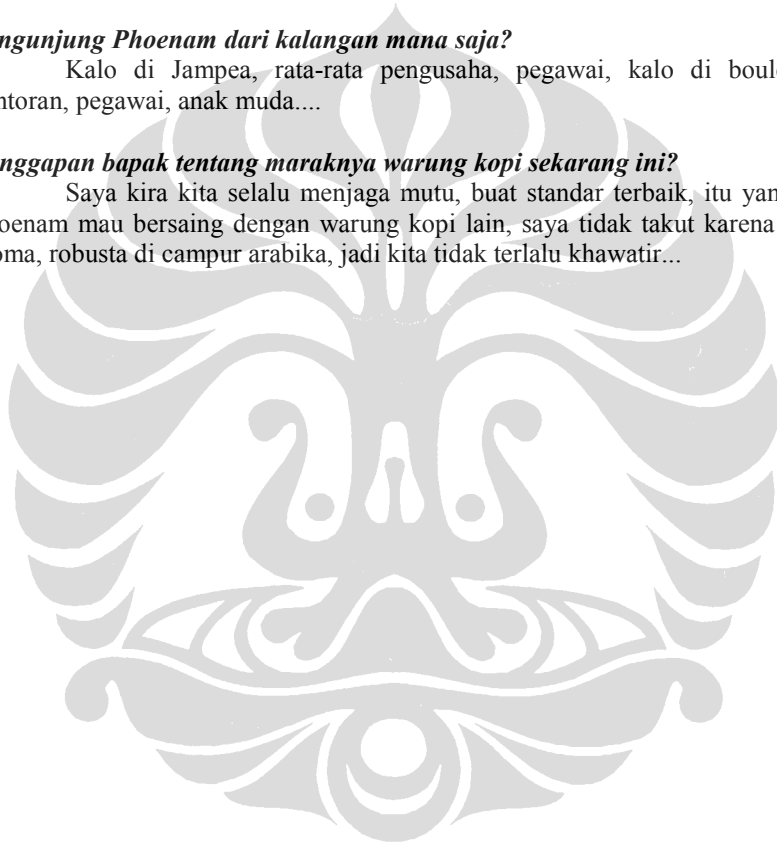 ngunjung Phoenam dari kalangan mana saja?
Kalo di Jampea, rata-rata pengusaha, pegawai, kalo di boul
ntoran, pegawai, anak muda....
nggapan bapak tentang maraknya warung kopi sekarang ini?
Saya kira kita selalu menjaga mutu, buat standar terbaik, itu yan
oenam mau bersaing dengan warung kopi lain, saya tidak takut karena
oma, robusta di campur arabika, jadi kita tidak terlalu khawatir...